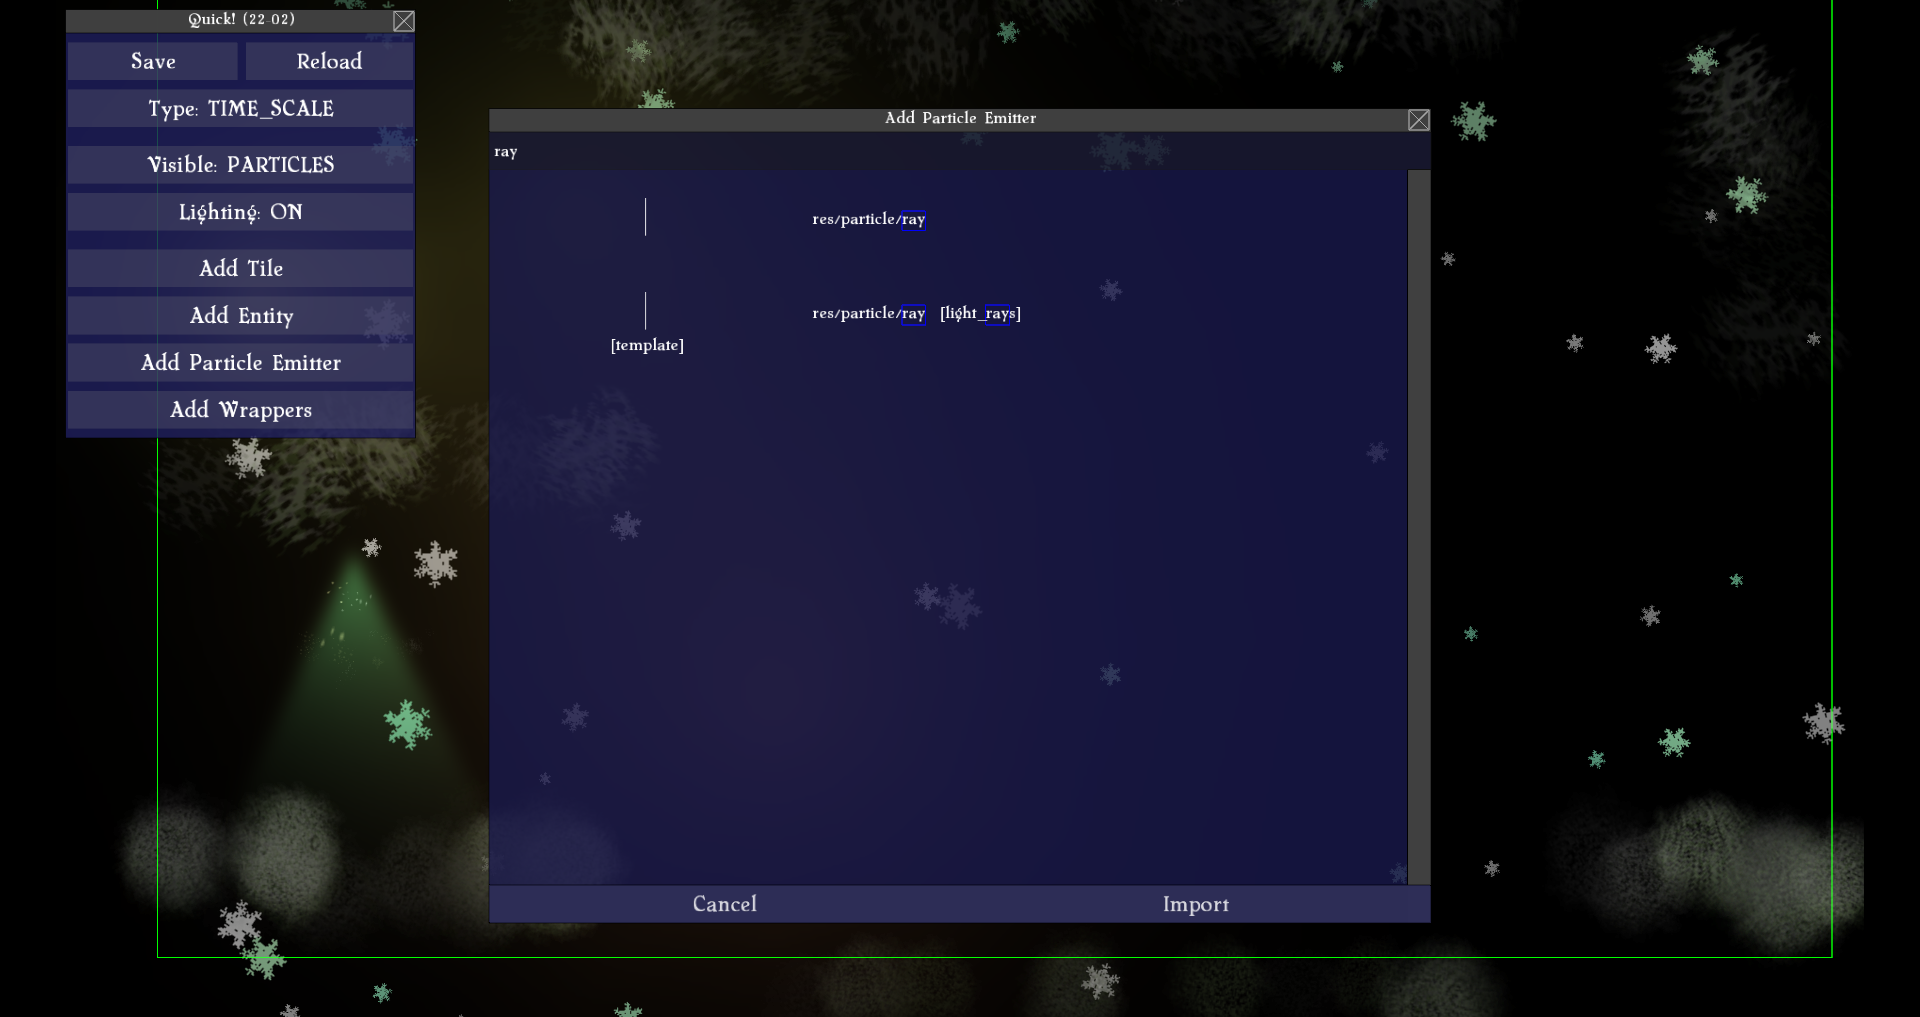 Quick! (22-02)
Save Reload
Type: TIME_SCALE
Visible: PARTICLES
Lighting: ON
Add Tile
Add Entity
Add Particle Emitter
Add Wrappers
Add Particle Emitter
ray
res/particle/ray
res/particle/ray [light_rays]
[template]
Cancel Import